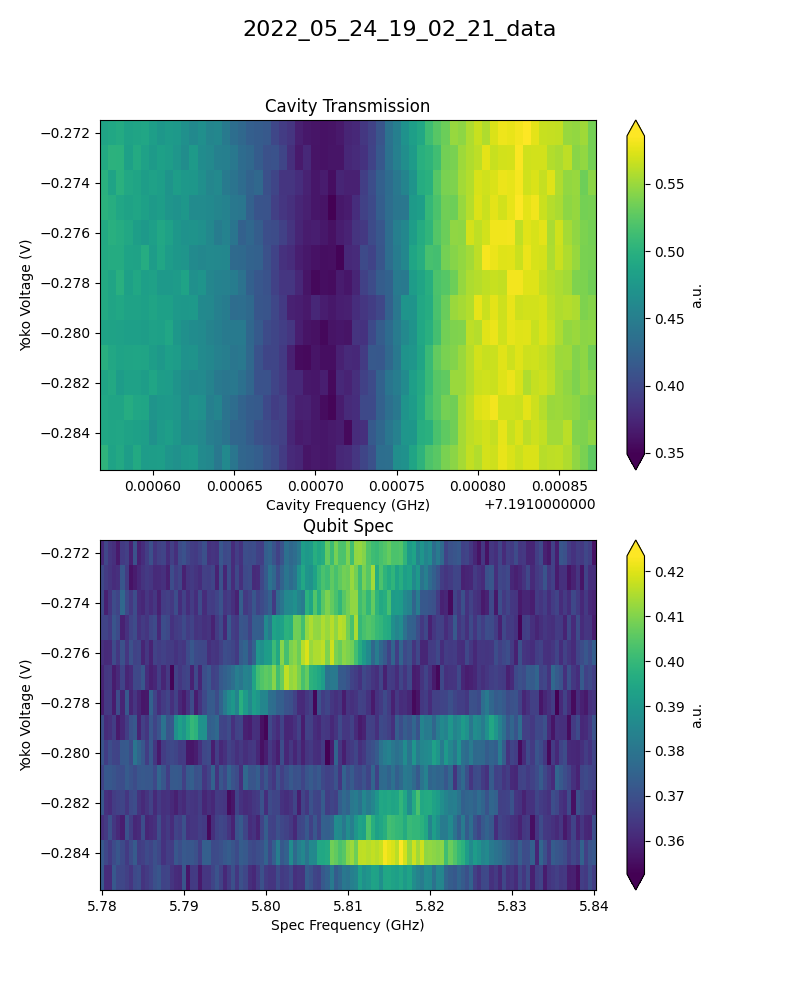 2022_05_24_19_02_21_data
Cavity Transmission
−0.272
−0.274
−0.276
−0.278
−0.280
−0.282
−0.284
Yoko Voltage (V)
0.00060 0.00065 0.00070 0.00075 0.00080 0.00085
Cavity Frequency (GHz)
+7.1910000000
0.55
0.50
0.45
0.40
0.35
a.u.
Qubit Spec
−0.272
−0.274
−0.276
−0.278
−0.280
−0.282
−0.284
Yoko Voltage (V)
5.78 5.79 5.80 5.81 5.82 5.83 5.84
Spec Frequency (GHz)
0.42
0.41
0.40
0.39
0.38
0.37
0.36
a.u.